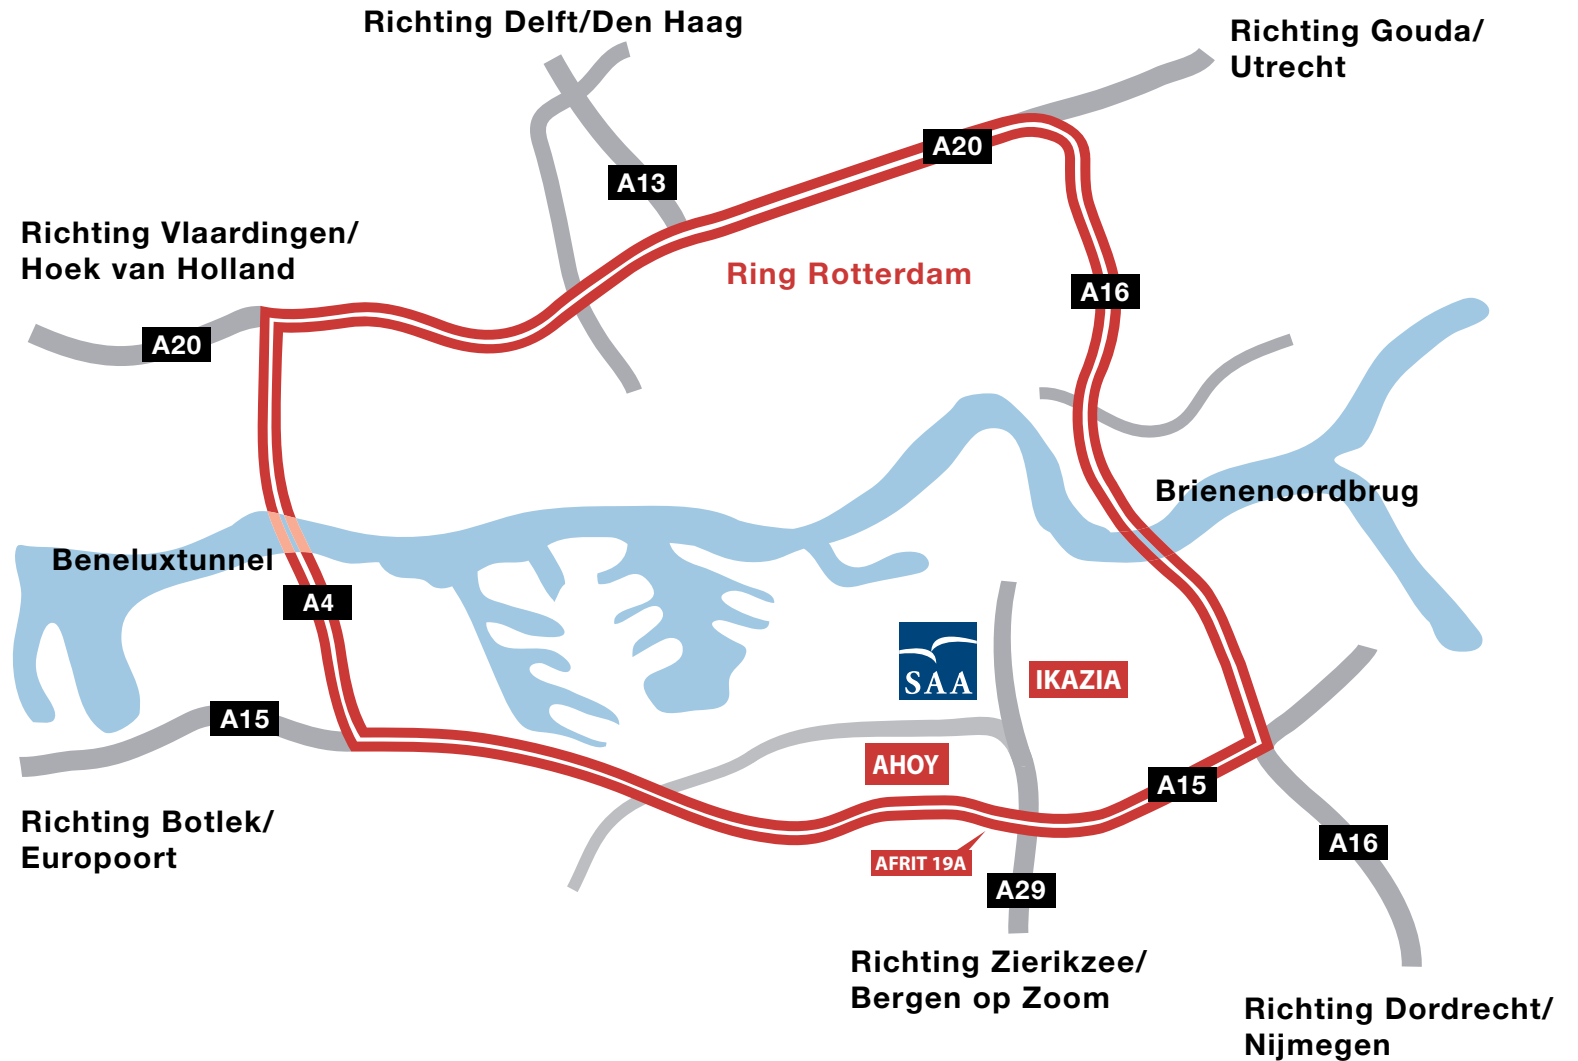 Richting Delft/Den Haag
Richting Gouda/
Utrecht
A20
A13
Richting Vlaardingen/
Hoek van Holland
Ring Rotterdam
A16
A20
Brienenoordbrug
Beneluxtunnel
A4
SAA
IKAZIA
A15
AHOY
A15
Richting Botlek/
Europoort
A16
AFRIT 19A
A29
Richting Zierikzee/
Bergen op Zoom
Richting Dordrecht/
Nijmegen